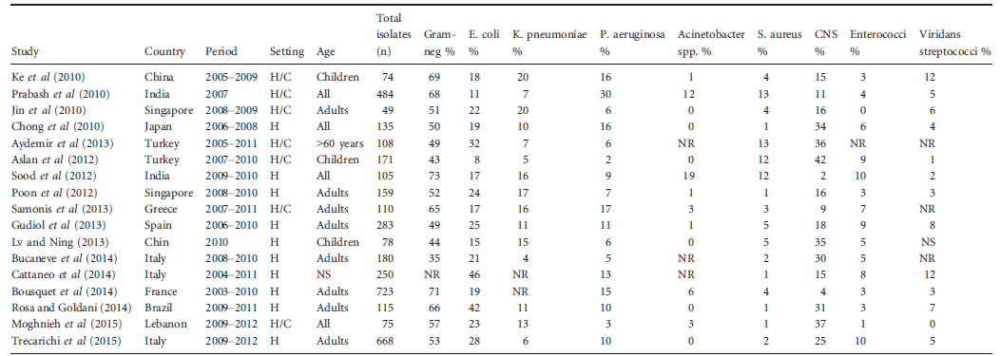 Study Country Period Setting Age Total isolates (n) Gram-neg % E. coli % K. pneumoniae % P. aeruginosa % Acinetobacter spp. % S. aureus % CNS % Enterococci % Viridans streptococci %
Ke et al (2010) China 2005–2009 H/C Children 74 69 18 20 16 1 4 15 3 12
Prabash et al (2010) India 2007 H/C All 484 68 11 7 30 12 13 11 4 5
Jin et al (2010) Singapore 2008–2009 H/C Adults 49 51 22 20 6 0 4 16 0 6
Chong et al (2010) Japan 2006–2008 H All 135 50 19 10 16 0 1 34 6 4
Aydemir et al (2013) Turkey 2005–2011 H/C >60 years 108 49 32 7 6 NR 13 36 NR NR
Aslan et al (2012) Turkey 2007–2010 H/C Children 171 43 8 5 2 0 12 42 9 1
Sood et al (2012) India 2009–2010 H All 105 73 17 16 9 19 12 2 10 2
Poon et al (2012) Singapore 2008–2010 H Adults 159 52 24 17 7 1 1 16 3 3
Samonis et al (2013) Greece 2007–2011 H/C Adults 110 65 17 16 17 3 3 9 7 NR
Gudiol et al (2013) Spain 2006–2010 H Adults 283 49 25 11 11 1 5 18 9 8
Lv and Ning (2013) Chin 2010 H Children 78 44 15 15 6 0 5 35 5 NS
Bucaneve et al (2014) Italy 2008–2010 H Adults 180 35 21 4 5 NR 2 30 5 NR
Cattaneo et al (2014) Italy 2004–2011 H NS 250 NR 46 NR 13 NR 1 15 8 12
Bousquet et al (2014) France 2003–2010 H Adults 723 71 19 NR 15 6 4 4 3 3
Rosa and Goldani (2014) Brazil 2009–2011 H Adults 115 66 42 11 10 0 1 31 3 7
Moghnieh et al (2015) Lebanon 2009–2012 H/C All 75 57 23 13 3 3 1 37 1 0
Trecarichi et al (2015) Italy 2009–2012 H Adults 668 53 28 6 10 0 2 25 10 5